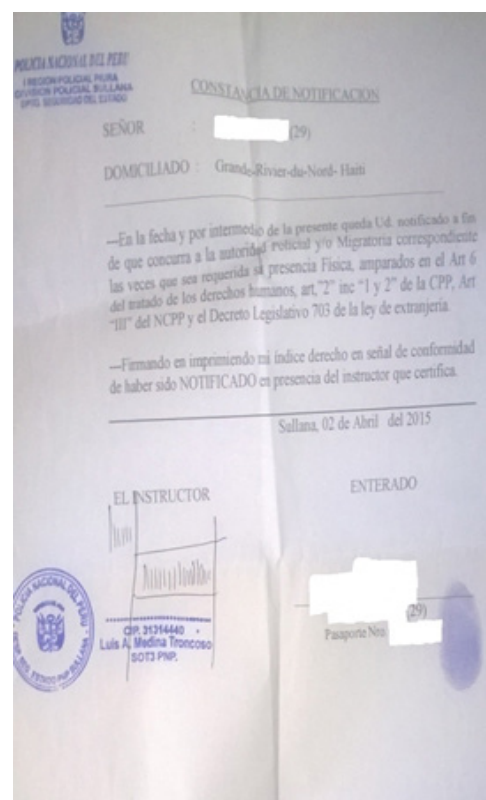 POLICIA NACIONAL DEL PERU
I REGION POLICIAL PIURA
DIVISION POLICIAL SULLANA
DPTO. SEGURIDAD DEL ESTADO
CONSTANCIA DE NOTIFICACION
SEÑOR : (29)
DOMICILIADO : Grande-Rivier-du-Nord- Haiti
---En la fecha y por intermedio de la presente queda Ud. notificado a fin
de que concurra a la autoridad Policial y/o Migratoria correspondiente
las veces que sea requerida su presencia Física, amparados en el Art 6
del tratado de los derechos humanos, art,"2" inc "1 y 2" de la CPP, Art
"III" del NCPP y el Decreto Legislativo 703 de la ley de extranjería.
---Firmando en imprimiendo mi índice derecho en señal de conformidad
de haber sido NOTIFICADO en presencia del instructor que certifica.
Sullana, 02 de Abril del 2015
EL INSTRUCTOR
ENTERADO
(29)
Pasaporte Nro.
CIP. 31314440
Luis A. Medina Troncoso
SOT3 PNP.
POLICIA NACIONAL DEL PERU